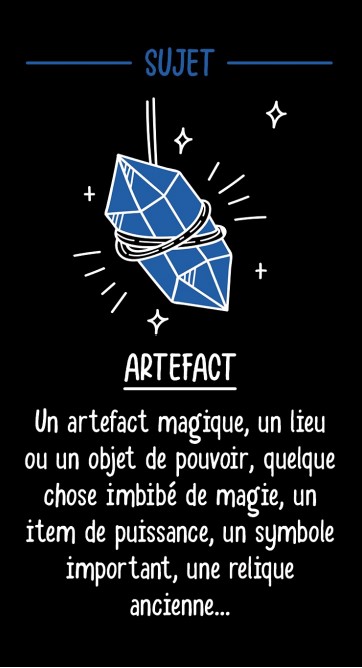 SUJET
ARTEFACT
Un artefact magique, un lieu
ou un objet de pouvoir, quelque
chose imbibé de magie, un
item de puissance, un symbole
important, une relique
ancienne...